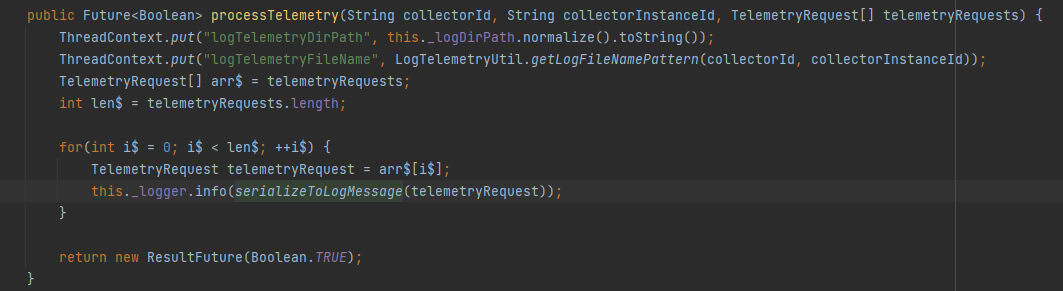 public Future<Boolean> processTelemetry(String collectorId, String collectorInstanceId, TelemetryRequest[] telemetryRequests) {
ThreadContext.put("logTelemetryDirPath", this._logDirPath.normalize().toString());
ThreadContext.put("logTelemetryFileName", LogTelemetryUtil.getLogFileNamePattern(collectorId, collectorInstanceId));
TelemetryRequest[] arr$ = telemetryRequests;
int len$ = telemetryRequests.length;
for(int i$ = 0; i$ < len$; ++i$) {
TelemetryRequest telemetryRequest = arr$[i$];
this._logger.info(serializeToLogMessage(telemetryRequest));
}
return new ResultFuture(Boolean.TRUE);
}